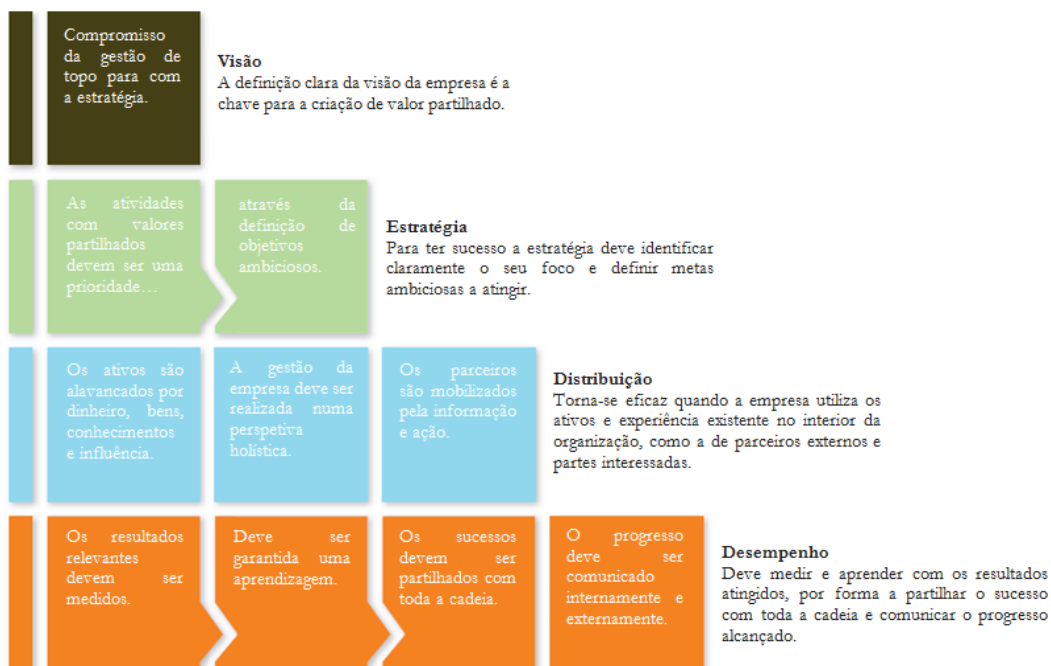 Compromisso
da gestão de
topo para com
a estratégia.
Visão
A definição clara da visão da empresa é a
chave para a criação de valor partilhado.
As atividades
com valores
partilhados
devem ser uma
prioridade…
através da
definição de
objetivos
ambiciosos.
Estratégia
Para ter sucesso a estratégia deve identificar
claramente o seu foco e definir metas
ambiciosas a atingir.
Os ativos são
alavancados por
dinheiro, bens,
conhecimentos
e influência.
A gestão da
empresa deve ser
realizada numa
perspetiva
holística.
Os parceiros
são mobilizados
pela informação
e ação.
Distribuição
Torna-se eficaz quando a empresa utiliza os
ativos e experiência existente no interior da
organização, como a de parceiros externos e
partes interessadas.
Os resultados
relevantes
devem ser
medidos.
Deve ser
garantida uma
aprendizagem.
Os sucessos
devem ser
partilhados com
toda a cadeia.
O progresso
deve ser
comunicado
internamente e
externamente.
Desempenho
Deve medir e aprender com os resultados
atingidos, por forma a partilhar o sucesso
com toda a cadeia e comunicar o progresso
alcançado.